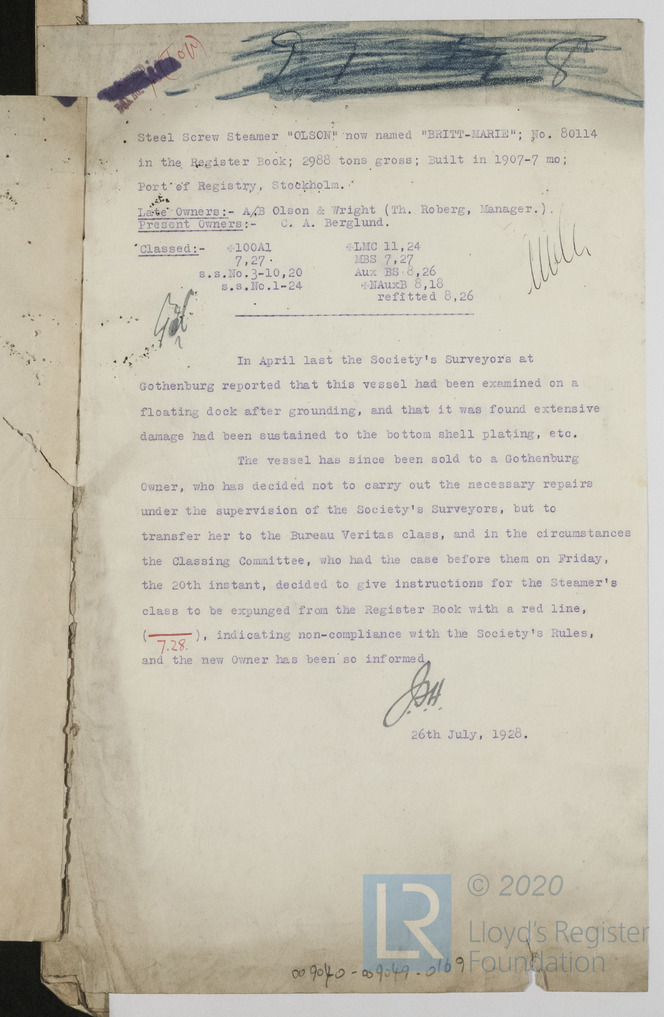 Steel Screw Steamer "OLSON" now named "BRITT-MARIE"; No. 80114
in the Register Book; 2988 tons gross; Built in 1907-7 mo;
Port of Registry, Stockholm.
Late Owners:- A/B Olson & Wright (Th. Roberg, Manager.).
Present Owners:- C. A. Berglund.
Classed:- +100A1 +LMC 11,24
7,27. MBS 7,27
s.s.No.3-10,20 Aux BS 8,26
s.s.No.1-24 +NAuxB 8,18
refitted 8,26
In April last the Society's Surveyors at
Gothenburg reported that this vessel had been examined on a
floating dock after grounding, and that it was found extensive
damage had been sustained to the bottom shell plating, etc.
The vessel has since been sold to a Gothenburg
Owner, who has decided not to carry out the necessary repairs
under the supervision of the Society's Surveyors, but to
transfer her to the Bureau Veritas class, and in the circumstances
the Classing Committee, who had the case before them on Friday,
the 20th instant, decided to give instructions for the Steamer's
class to be expunged from the Register Book with a red line,
( 7.28. ), indicating non-compliance with the Society's Rules,
and the new Owner has been so informed.
26th July, 1928.
LR © 2020
Lloyd's Register
Foundation
009040-009049-0169